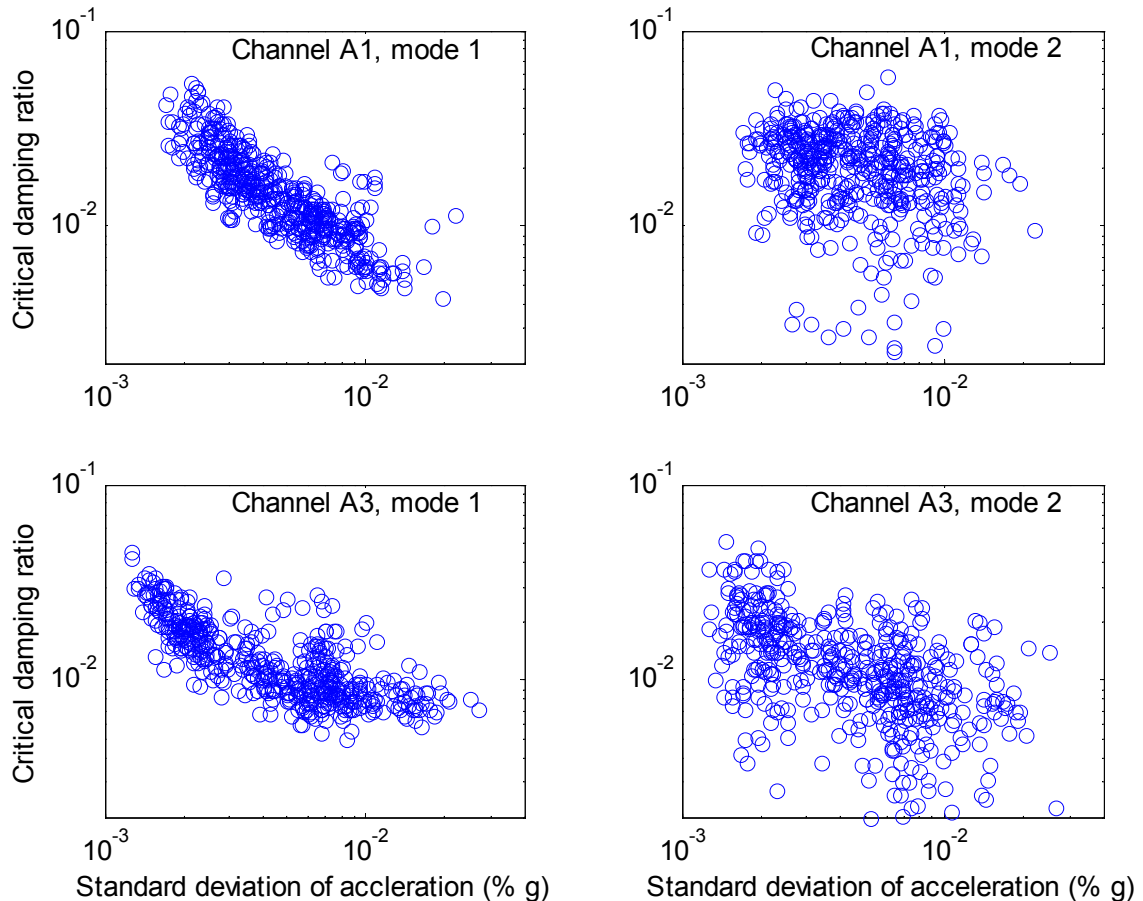 10^-1
Channel A1, mode 1
Critical damping ratio
10^-2
10^-3
10^-2
10^-1
Channel A1, mode 2
10^-2
10^-3
10^-2
10^-1
Channel A3, mode 1
Critical damping ratio
10^-2
10^-3
10^-2
Standard deviation of accleration (% g)
10^-1
Channel A3, mode 2
10^-2
10^-3
10^-2
Standard deviation of acceleration (% g)